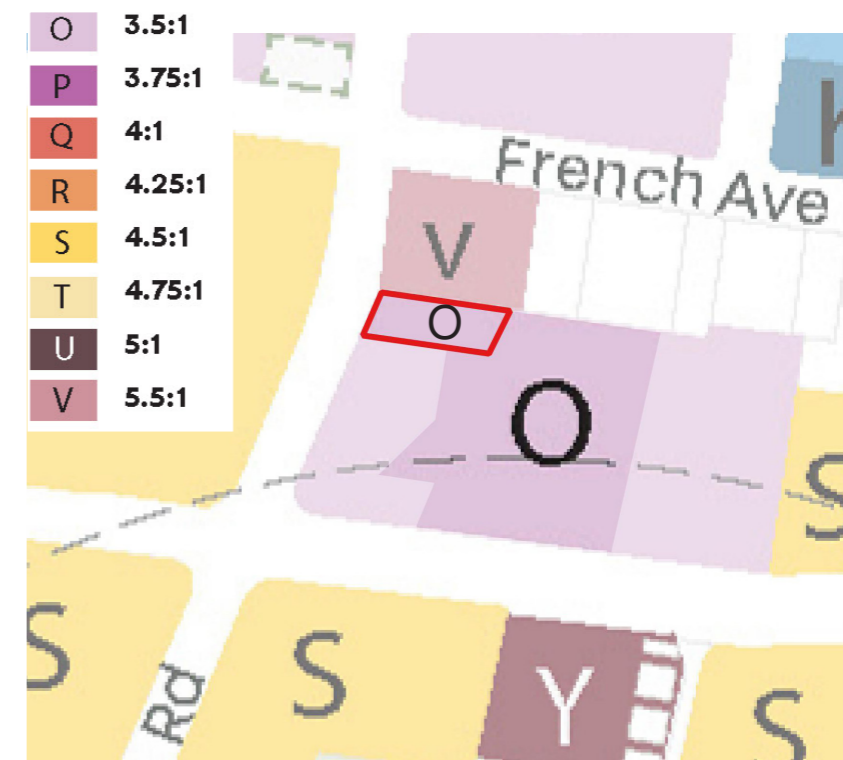 O 3.5:1
P 3.75:1
Q 4:1
R 4.25:1
S 4.5:1
T 4.75:1
U 5:1
V 5.5:1
French Ave
K
V
O
O
S
S
S
Rd
Y
S